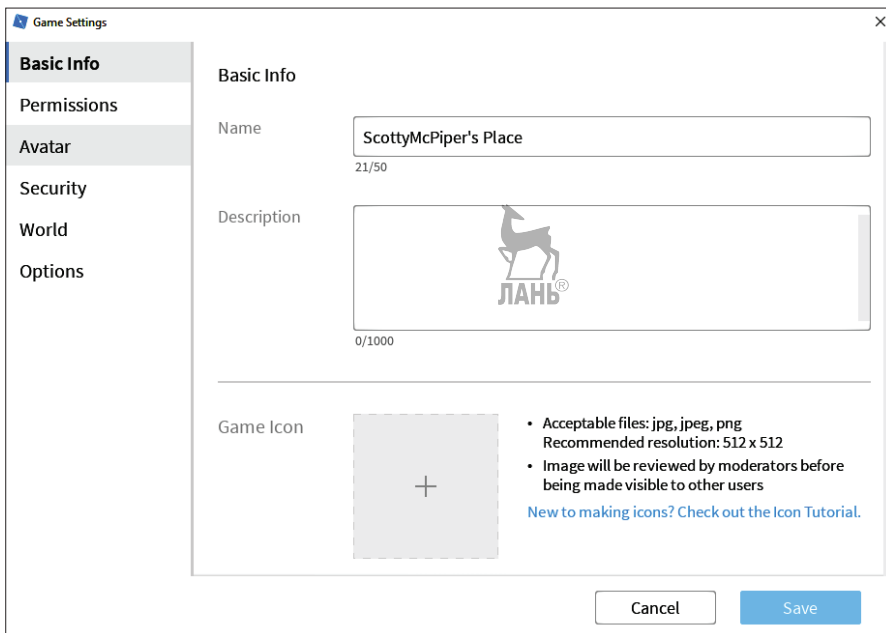 Game Settings
Basic Info
Permissions
Avatar
Security
World
Options
Basic Info
Name
ScottyMcPiper's Place
21/50
Description
ЛАНЬ®
0/1000
Game Icon
• Acceptable files: jpg, jpeg, png
Recommended resolution: 512 x 512
• Image will be reviewed by moderators before
being made visible to other users
New to making icons? Check out the Icon Tutorial.
Cancel
Save